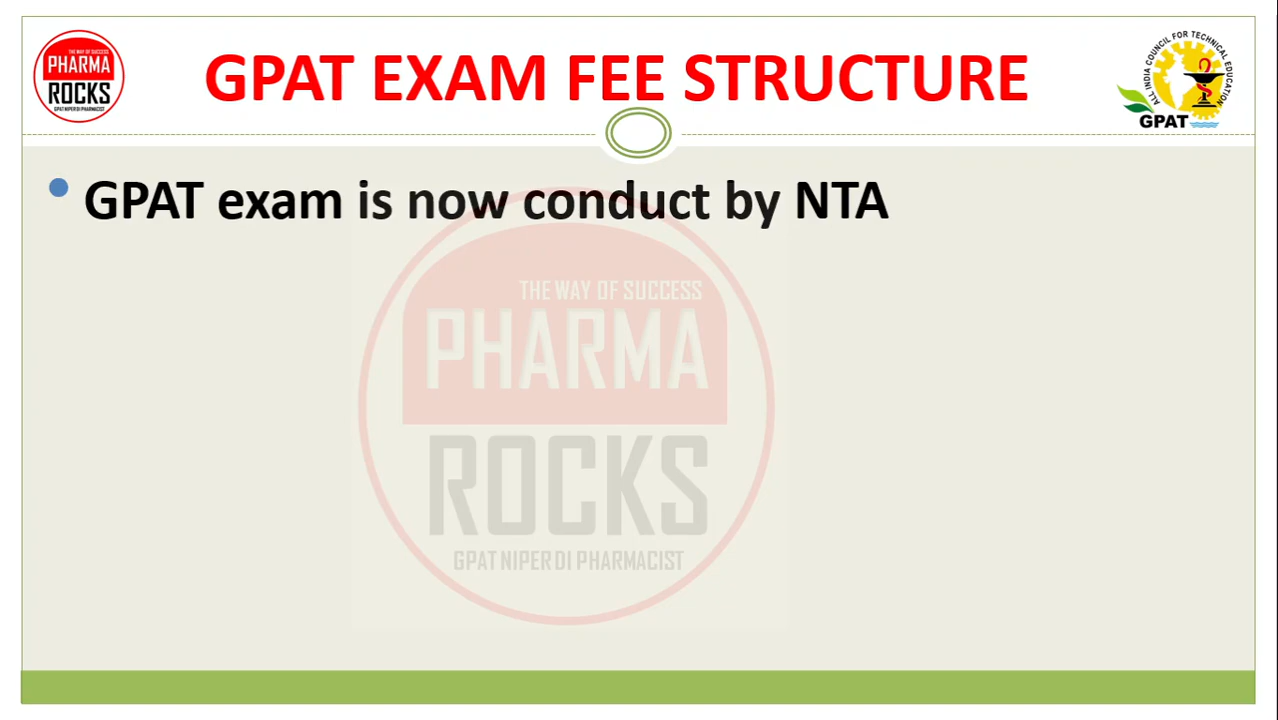 THE WAY OF SUCCESS
PHARMA
ROCKS
GPAT NIPER DI PHARMACIST
GPAT EXAM FEE STRUCTURE
ALL INDIA COUNCIL FOR TECHNICAL EDUCATION
GPAT
GPAT exam is now conduct by NTA
THE WAY OF SUCCESS
PHARMA
ROCKS
GPAT NIPER DI PHARMACIST